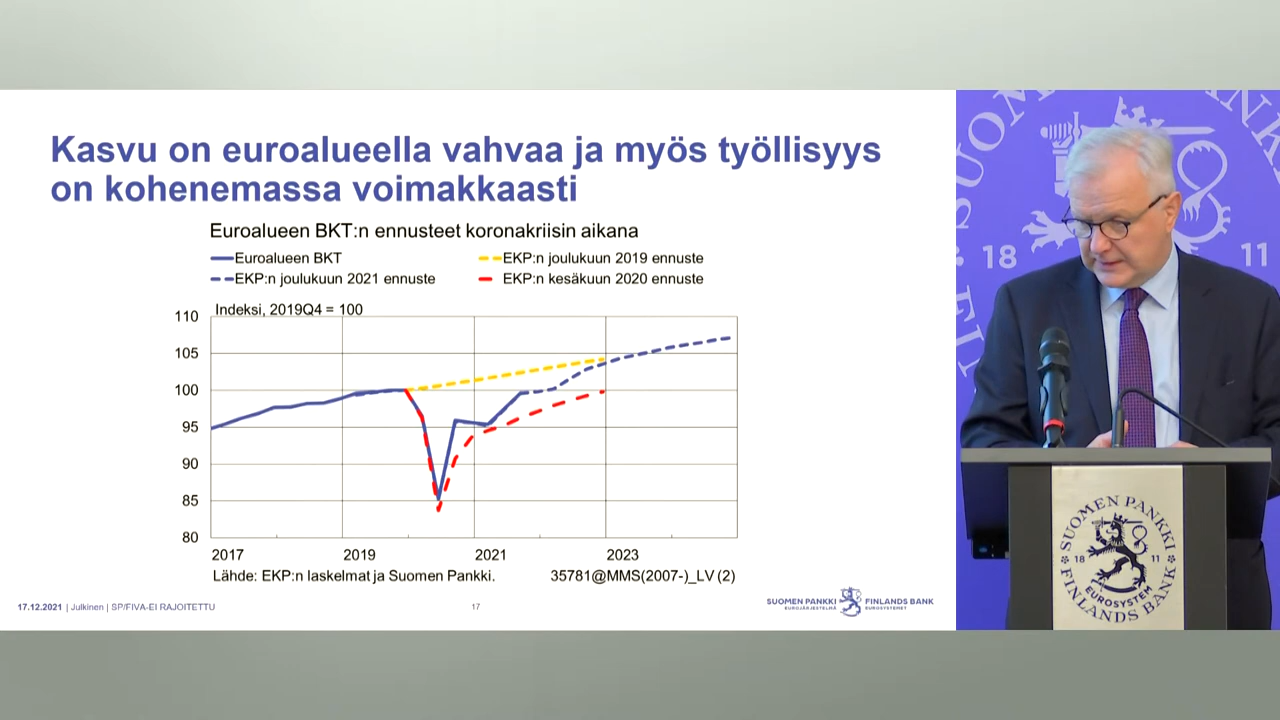 Kasvu on euroalueella vahvaa ja myös työllisyys
on kohenemassa voimakkaasti
Euroalueen BKT:n ennusteet koronakriisin aikana
Euroalueen BKT
EKP:n joulukuun 2019 ennuste
EKP:n joulukuun 2021 ennuste
EKP:n kesäkuun 2020 ennuste
Indeksi, 2019Q4 = 100
110
105
100
95
90
85
80
2017
2019
2021
2023
Lähde: EKP:n laskelmat ja Suomen Pankki.
35781@MMS(2007-)_LV (2)
17.12.2021 | Julkinen | SP/FIVA-EI RAJOITETTU
17
SUOMEN PANKKI
EUROJÄRJESTELMÄ
FINLANDS BANK
EUROSYSTEMET
18
11
SUOMEN PANKKI
18
11
EUROSYSTEM
FINLANDS BANK